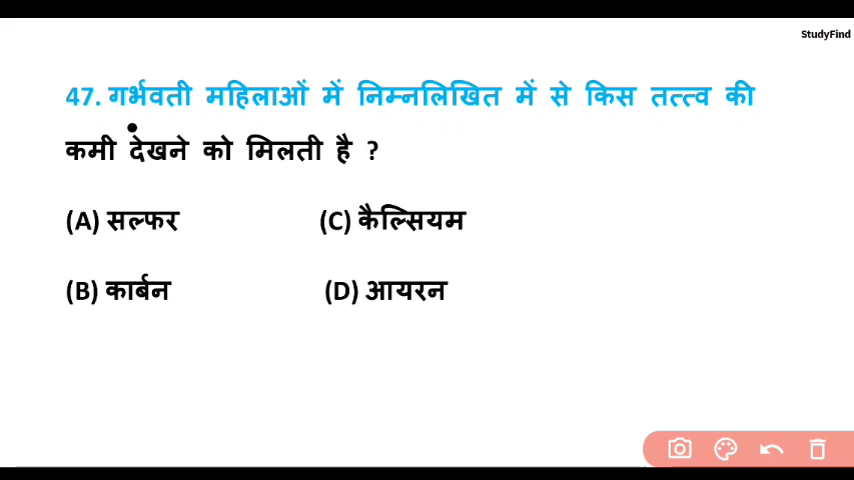 StudyFind
47. गर्भवती महिलाओं में निम्नलिखित में से किस तत्त्व की
कमी देखने को मिलती है ?
(A) सल्फर (C) कैल्सियम
(B) कार्बन (D) आयरन